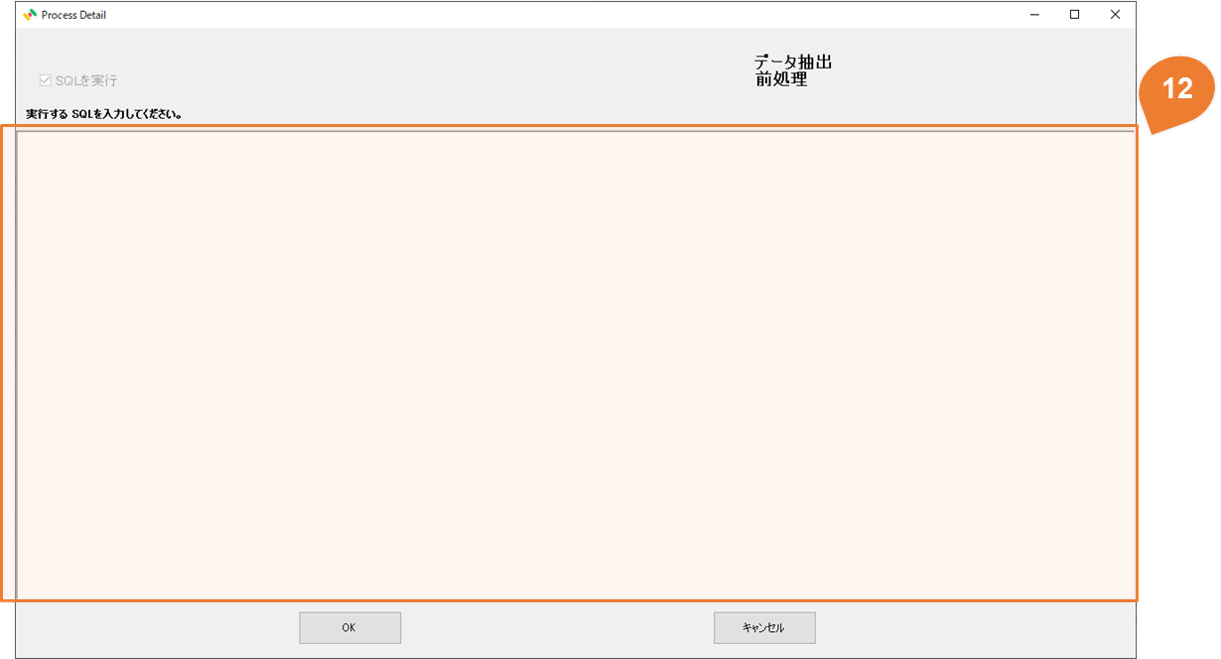 Process Detail
データ抽出
前処理
12
SQLを実行
実行する SQLを入力してください。
OK
キャンセル